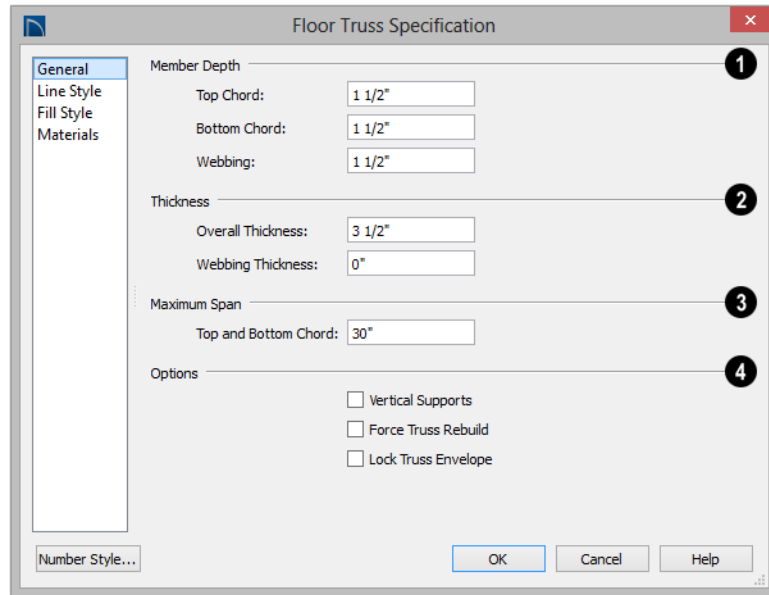 Floor Truss Specification
General
Line Style
Fill Style
Materials
Member Depth 1
Top Chord: 1 1/2"
Bottom Chord: 1 1/2"
Webbing: 1 1/2"
Thickness 2
Overall Thickness: 3 1/2"
Webbing Thickness: 0"
Maximum Span 3
Top and Bottom Chord: 30"
Options 4
Vertical Supports
Force Truss Rebuild
Lock Truss Envelope
Number Style... OK Cancel Help